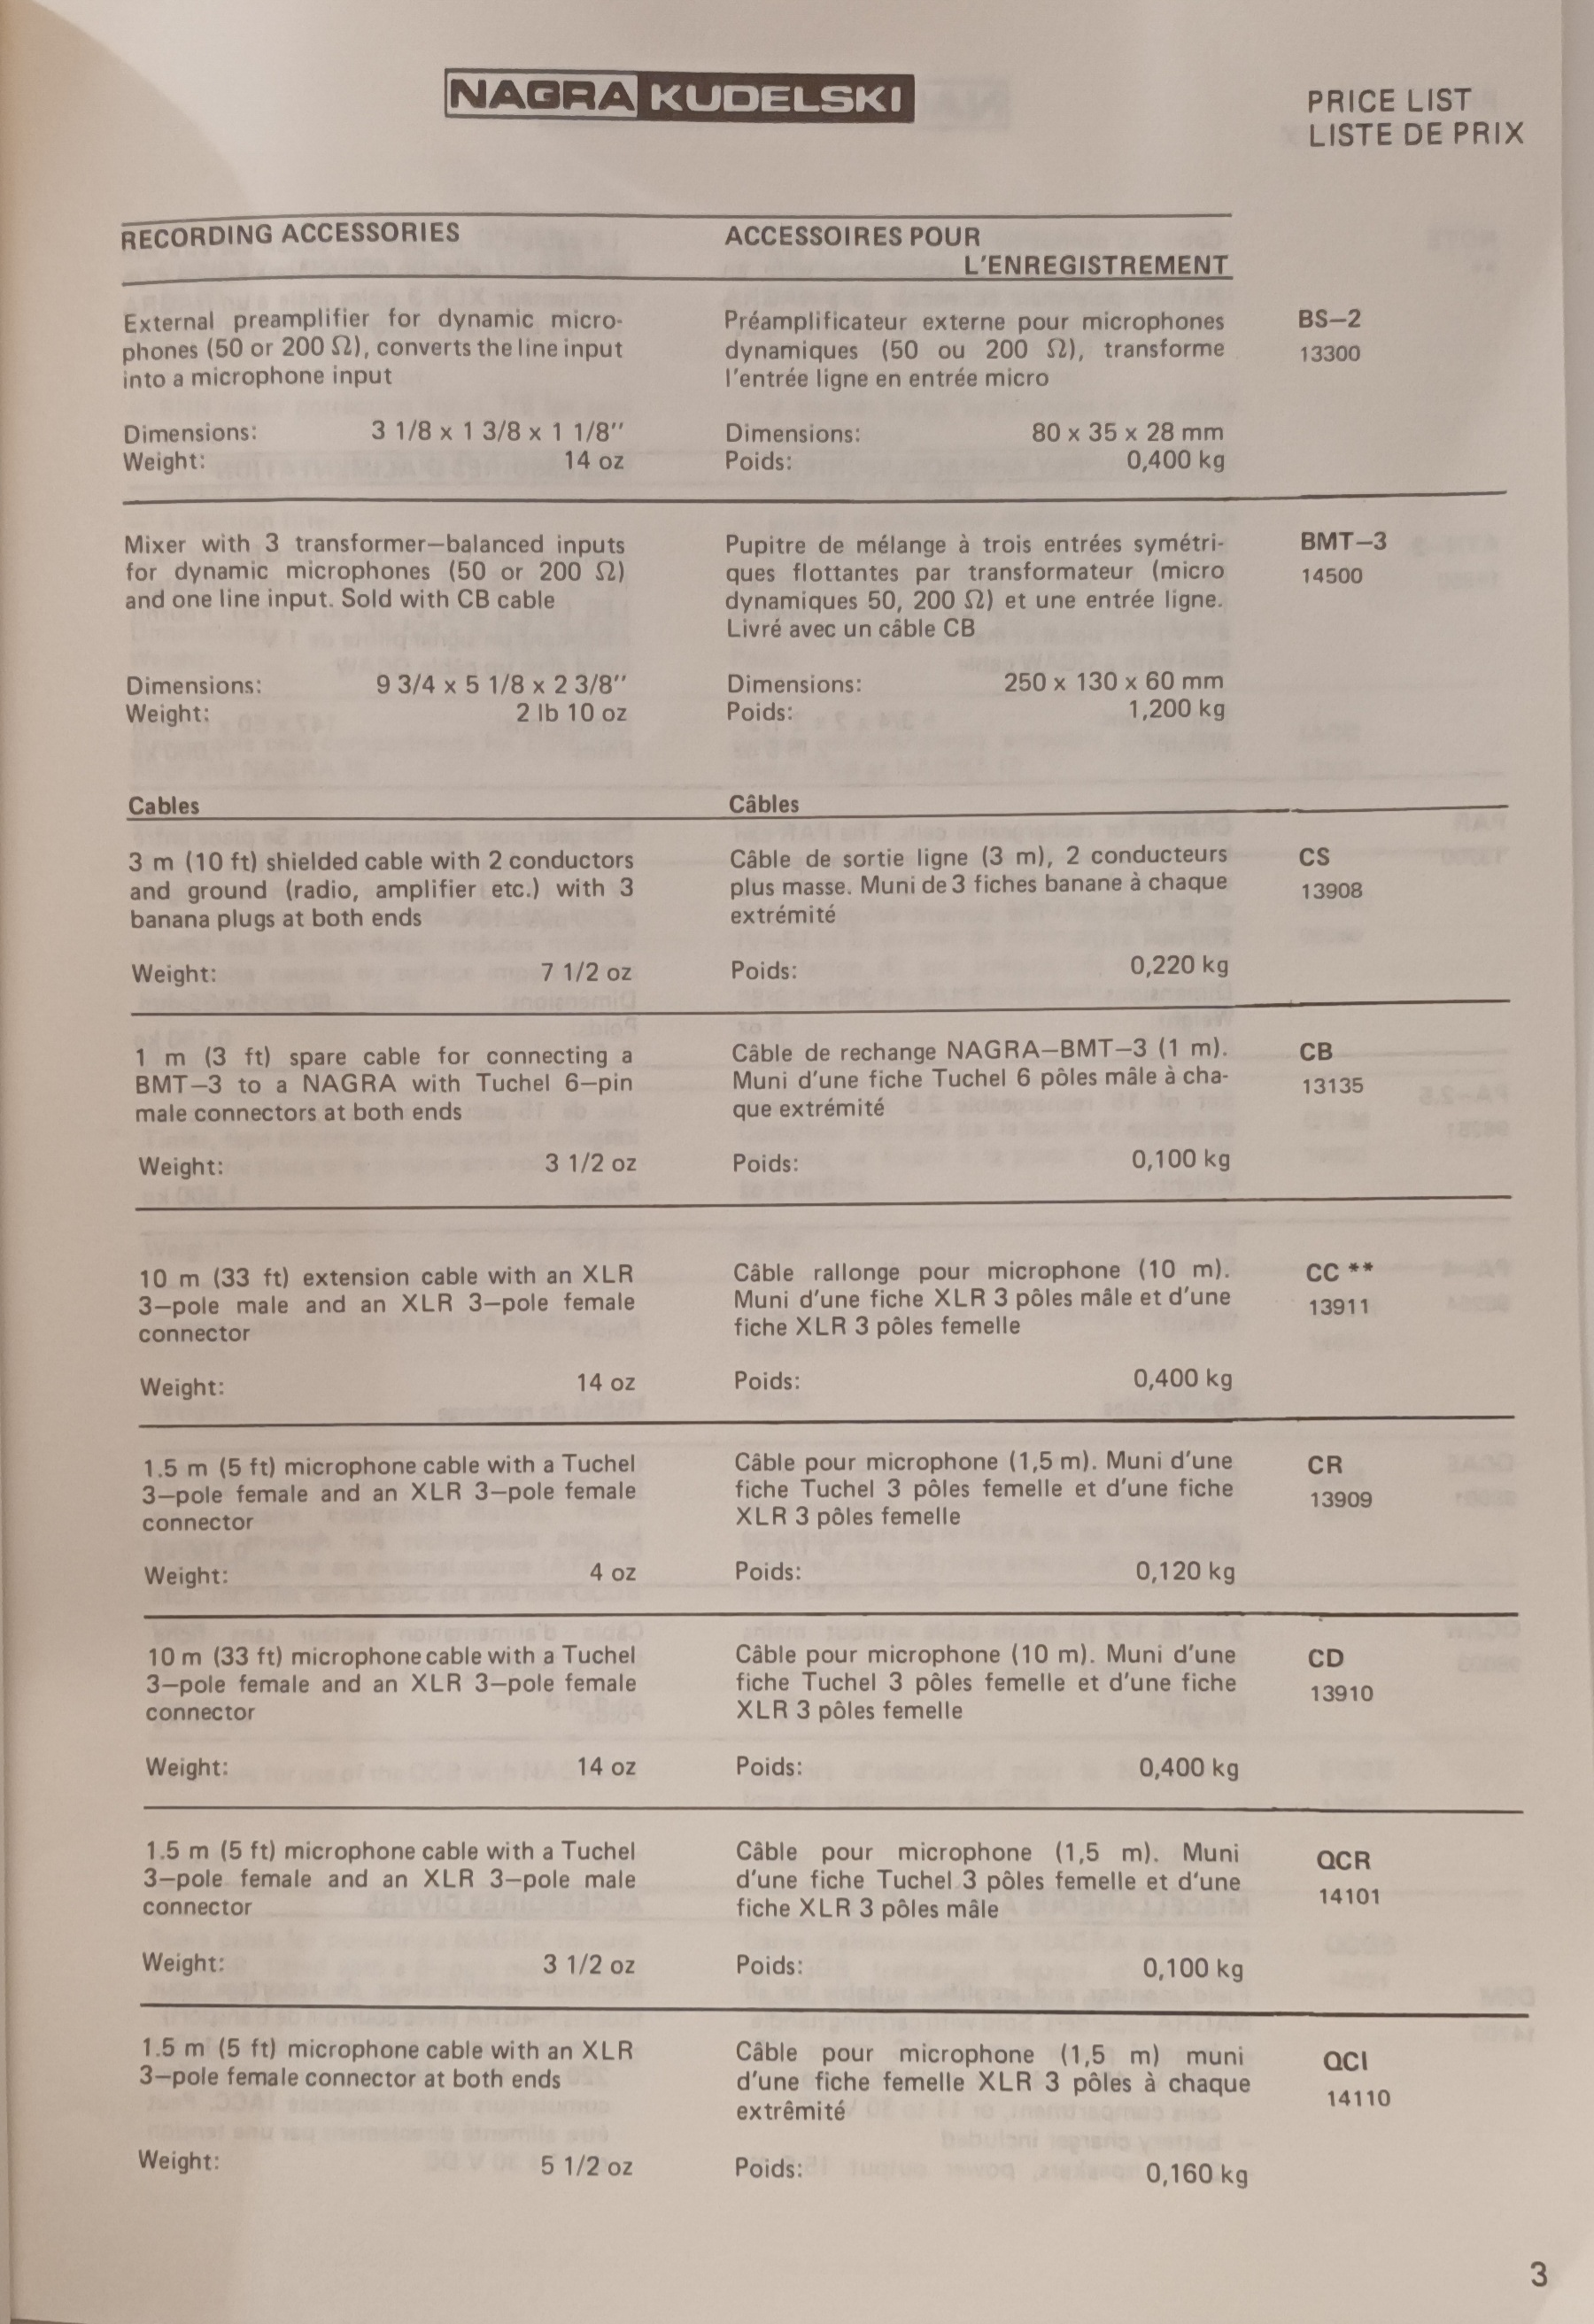 NAGRA KUDELSKI
PRICE LIST
LISTE DE PRIX
RECORDING ACCESSORIES
ACCESSOIRES POUR
L'ENREGISTREMENT
External preamplifier for dynamic micro-
phones (50 or 200 Ω), converts the line input
into a microphone input
Dimensions: 3 1/8 x 1 3/8 x 1 1/8''
Weight: 14 oz
Préamplificateur externe pour microphones
dynamiques (50 ou 200 Ω), transforme
l'entrée ligne en entrée micro
Dimensions: 80 x 35 x 28 mm
Poids: 0,400 kg
BS–2
13300
Mixer with 3 transformer–balanced inputs
for dynamic microphones (50 or 200 Ω)
and one line input. Sold with CB cable
Dimensions: 9 3/4 x 5 1/8 x 2 3/8''
Weight: 2 lb 10 oz
Pupitre de mélange à trois entrées symétri-
ques flottantes par transformateur (micro
dynamiques 50, 200 Ω) et une entrée ligne.
Livré avec un câble CB
Dimensions: 250 x 130 x 60 mm
Poids: 1,200 kg
BMT–3
14500
Cables
Câbles
3 m (10 ft) shielded cable with 2 conductors
and ground (radio, amplifier etc.) with 3
banana plugs at both ends
Weight: 7 1/2 oz
Câble de sortie ligne (3 m), 2 conducteurs
plus masse. Muni de 3 fiches banane à chaque
extrémité
Poids: 0,220 kg
CS
13908
1 m (3 ft) spare cable for connecting a
BMT–3 to a NAGRA with Tuchel 6–pin
male connectors at both ends
Weight: 3 1/2 oz
Câble de rechange NAGRA–BMT–3 (1 m).
Muni d'une fiche Tuchel 6 pôles mâle à cha-
que extrémité
Poids: 0,100 kg
CB
13135
10 m (33 ft) extension cable with an XLR
3–pole male and an XLR 3–pole female
connector
Weight: 14 oz
Câble rallonge pour microphone (10 m).
Muni d'une fiche XLR 3 pôles mâle et d'une
fiche XLR 3 pôles femelle
Poids: 0,400 kg
CC **
13911
1.5 m (5 ft) microphone cable with a Tuchel
3–pole female and an XLR 3–pole female
connector
Weight: 4 oz
Câble pour microphone (1,5 m). Muni d'une
fiche Tuchel 3 pôles femelle et d'une fiche
XLR 3 pôles femelle
Poids: 0,120 kg
CR
13909
10 m (33 ft) microphone cable with a Tuchel
3–pole female and an XLR 3–pole female
connector
Weight: 14 oz
Câble pour microphone (10 m). Muni d'une
fiche Tuchel 3 pôles femelle et d'une fiche
XLR 3 pôles femelle
Poids: 0,400 kg
CD
13910
1.5 m (5 ft) microphone cable with a Tuchel
3–pole female and an XLR 3–pole male
connector
Weight: 3 1/2 oz
Câble pour microphone (1,5 m). Muni
d'une fiche Tuchel 3 pôles femelle et d'une
fiche XLR 3 pôles mâle
Poids: 0,100 kg
QCR
14101
1.5 m (5 ft) microphone cable with an XLR
3–pole female connector at both ends
Weight: 5 1/2 oz
Câble pour microphone (1,5 m) muni
d'une fiche femelle XLR 3 pôles à chaque
extrêmité
Poids: 0,160 kg
QCI
14110
3